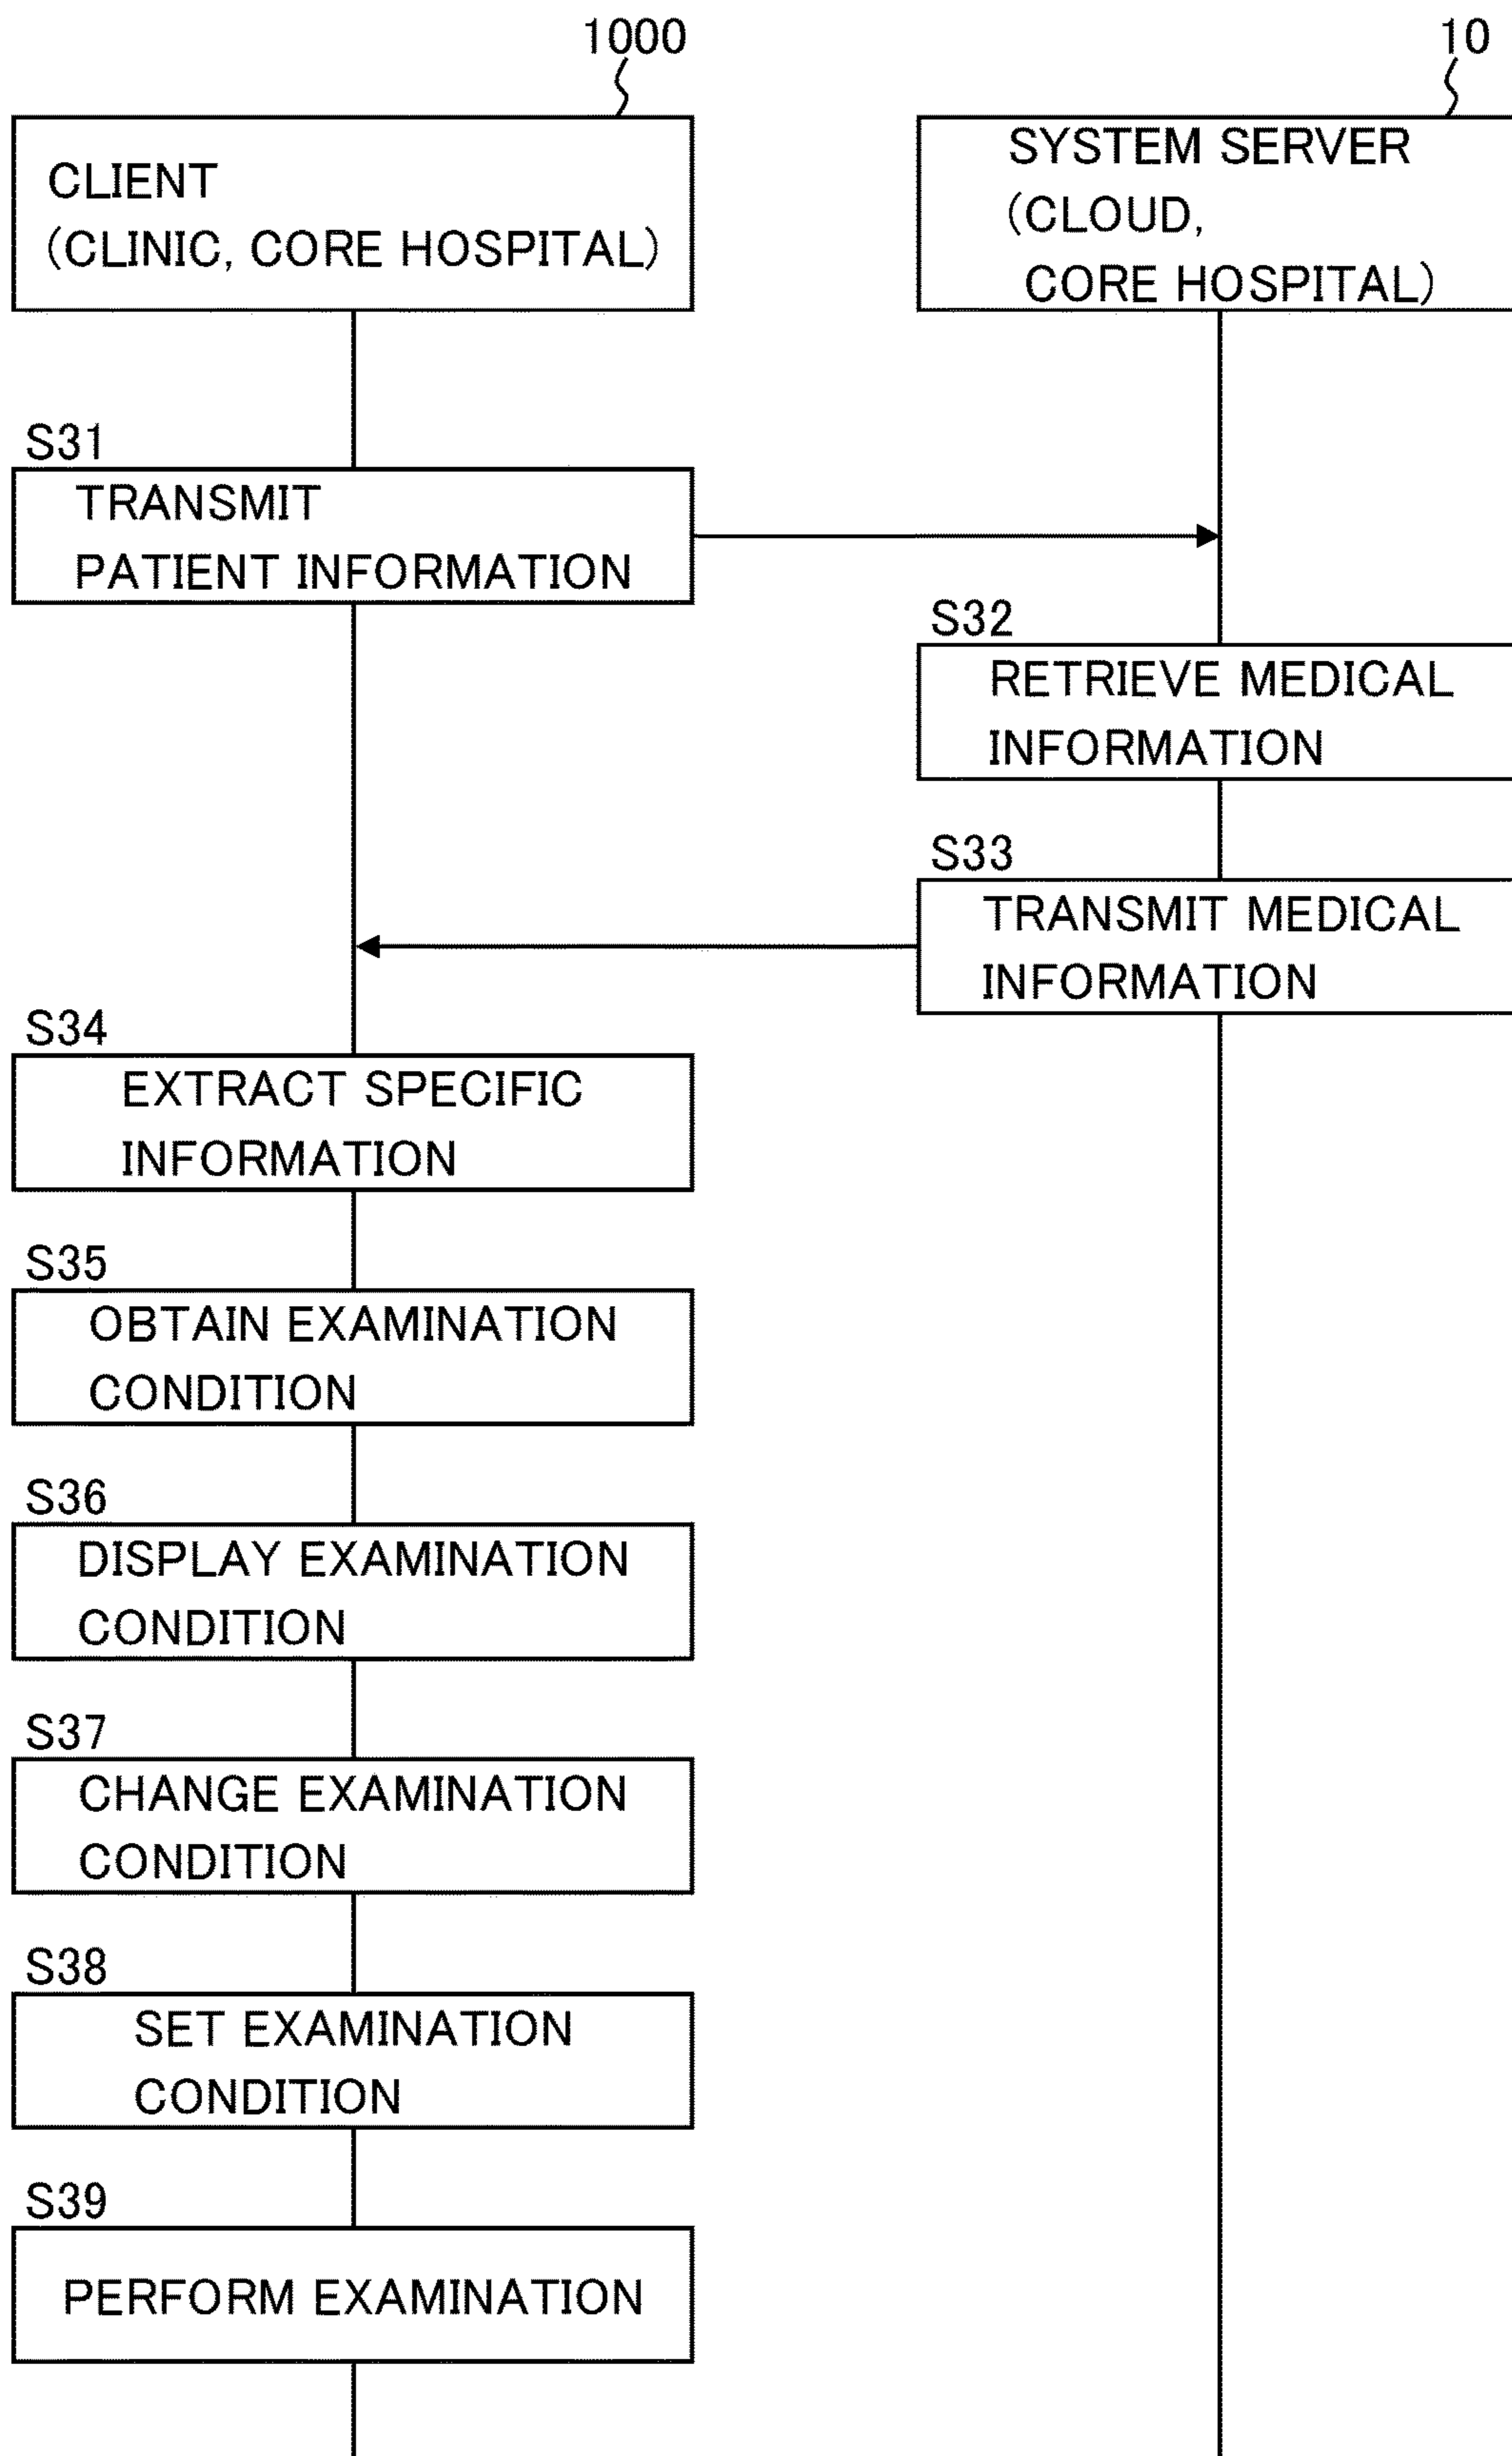 1000
10
CLIENT
(CLINIC, CORE HOSPITAL)
SYSTEM SERVER
(CLOUD,
CORE HOSPITAL)
S31
TRANSMIT
PATIENT INFORMATION
S32
RETRIEVE MEDICAL
INFORMATION
S33
TRANSMIT MEDICAL
INFORMATION
S34
EXTRACT SPECIFIC
INFORMATION
S35
OBTAIN EXAMINATION
CONDITION
S36
DISPLAY EXAMINATION
CONDITION
S37
CHANGE EXAMINATION
CONDITION
S38
SET EXAMINATION
CONDITION
S39
PERFORM EXAMINATION